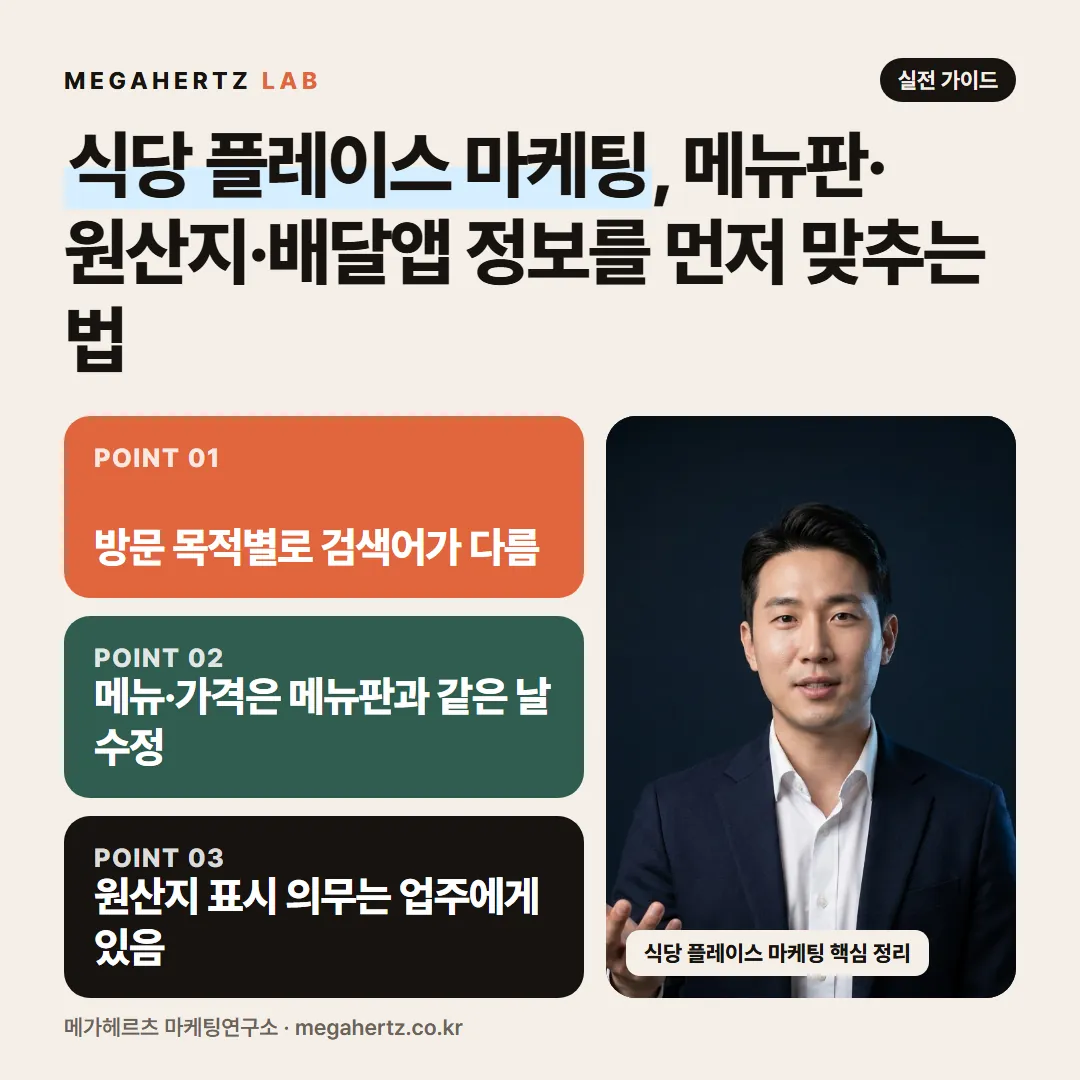 MEGAHERTZ LAB
실전 가이드
식당 플레이스 마케팅, 메뉴판·
원산지·배달앱 정보를 먼저 맞추는
법
POINT 01
방문 목적별로 검색어가 다름
POINT 02
메뉴·가격은 메뉴판과 같은 날
수정
POINT 03
원산지 표시 의무는 업주에게
있음
식당 플레이스 마케팅 핵심 정리
메가헤르츠 마케팅연구소 · megahertz.co.kr